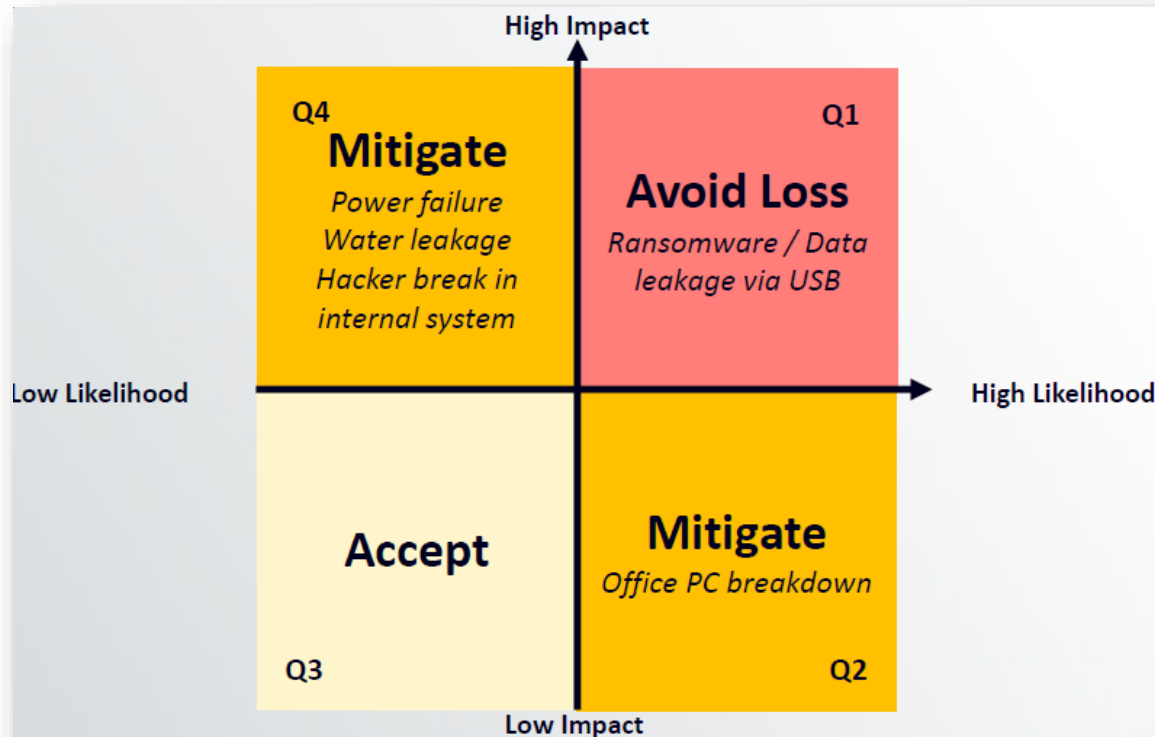 High Impact
Q4
Mitigate
Power failure
Water leakage
Hacker break in
internal system
Q1
Avoid Loss
Ransomware / Data
leakage via USB
Low Likelihood
High Likelihood
Accept
Q3
Mitigate
Office PC breakdown
Q2
Low Impact